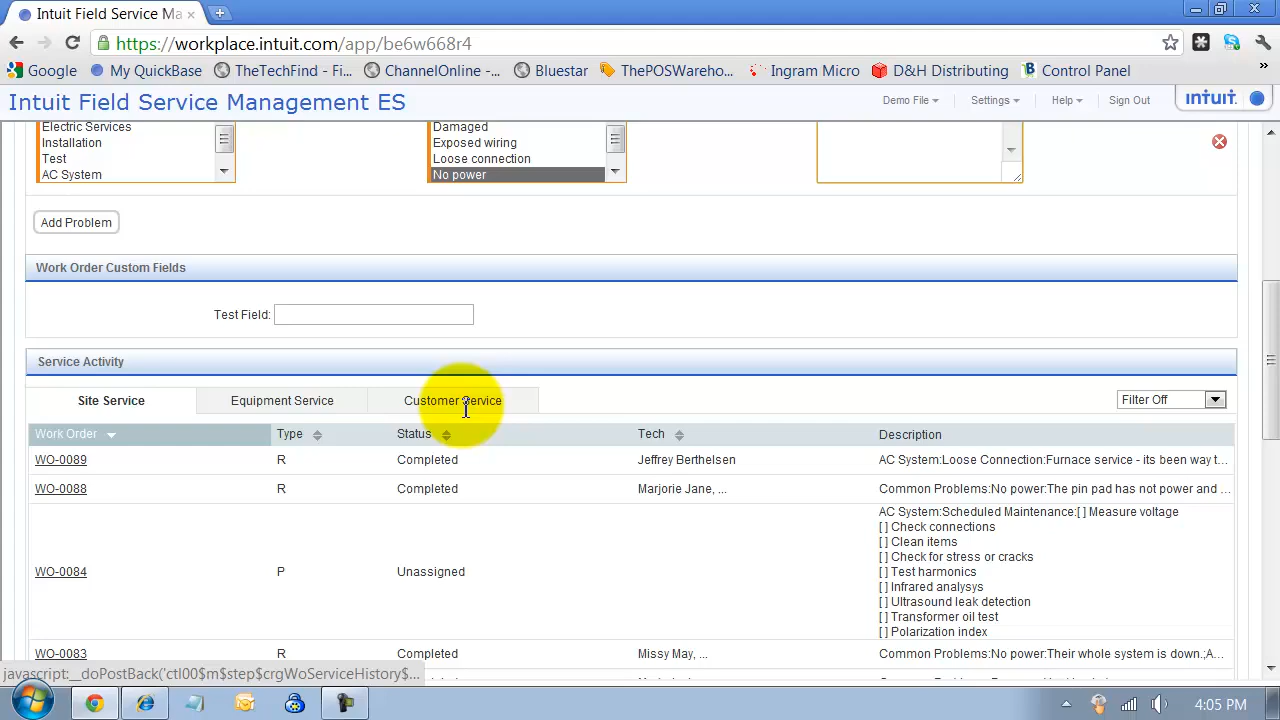 Intuit Field Service Ma
https://workplace.intuit.com/app/be6w668r4
Google My QuickBase TheTechFind - Fi... ChannelOnline -... Bluestar ThePOSWareho... Ingram Micro D&H Distributing Control Panel »
Intuit Field Service Management ES
Demo File Settings Help Sign Out intuit.
Electric Services
Installation
Test
AC System
Damaged
Exposed wiring
Loose connection
No power
Add Problem
Work Order Custom Fields
Test Field:
Service Activity
Site Service Equipment Service Customer Service Filter Off
Work Order Type Status Tech Description
WO-0089 R Completed Jeffrey Berthelsen AC System:Loose Connection:Furnace service - its been way t...
WO-0088 R Completed Marjorie Jane, ... Common Problems:No power:The pin pad has not power and ...
WO-0084 P Unassigned
AC System:Scheduled Maintenance:[ ] Measure voltage
[ ] Check connections
[ ] Clean items
[ ] Check for stress or cracks
[ ] Test harmonics
[ ] Infrared analysys
[ ] Ultrasound leak detection
[ ] Transformer oil test
[ ] Polarization index
WO-0083 R Completed Missy May, ... Common Problems:No power:Their whole system is down.;A...
javascript:__doPostBack('ctl00$m$step$crgWoServiceHistory$...
4:05 PM